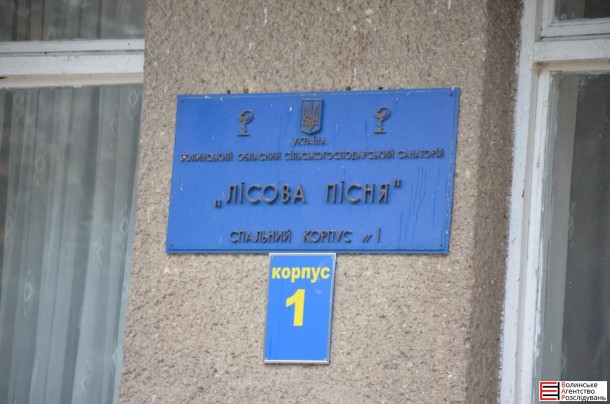 УКРАЇНА
ВОЛИНСЬКИЙ ОБЛАСНИЙ СІЛЬСЬКОГОСПОДАРСЬКИЙ САНАТОРІЙ
„ЛІСОВА ПІСНЯ"
СПАЛЬНИЙ КОРПУС №1
корпус
1
Волинське
Агентство
Розслідувань